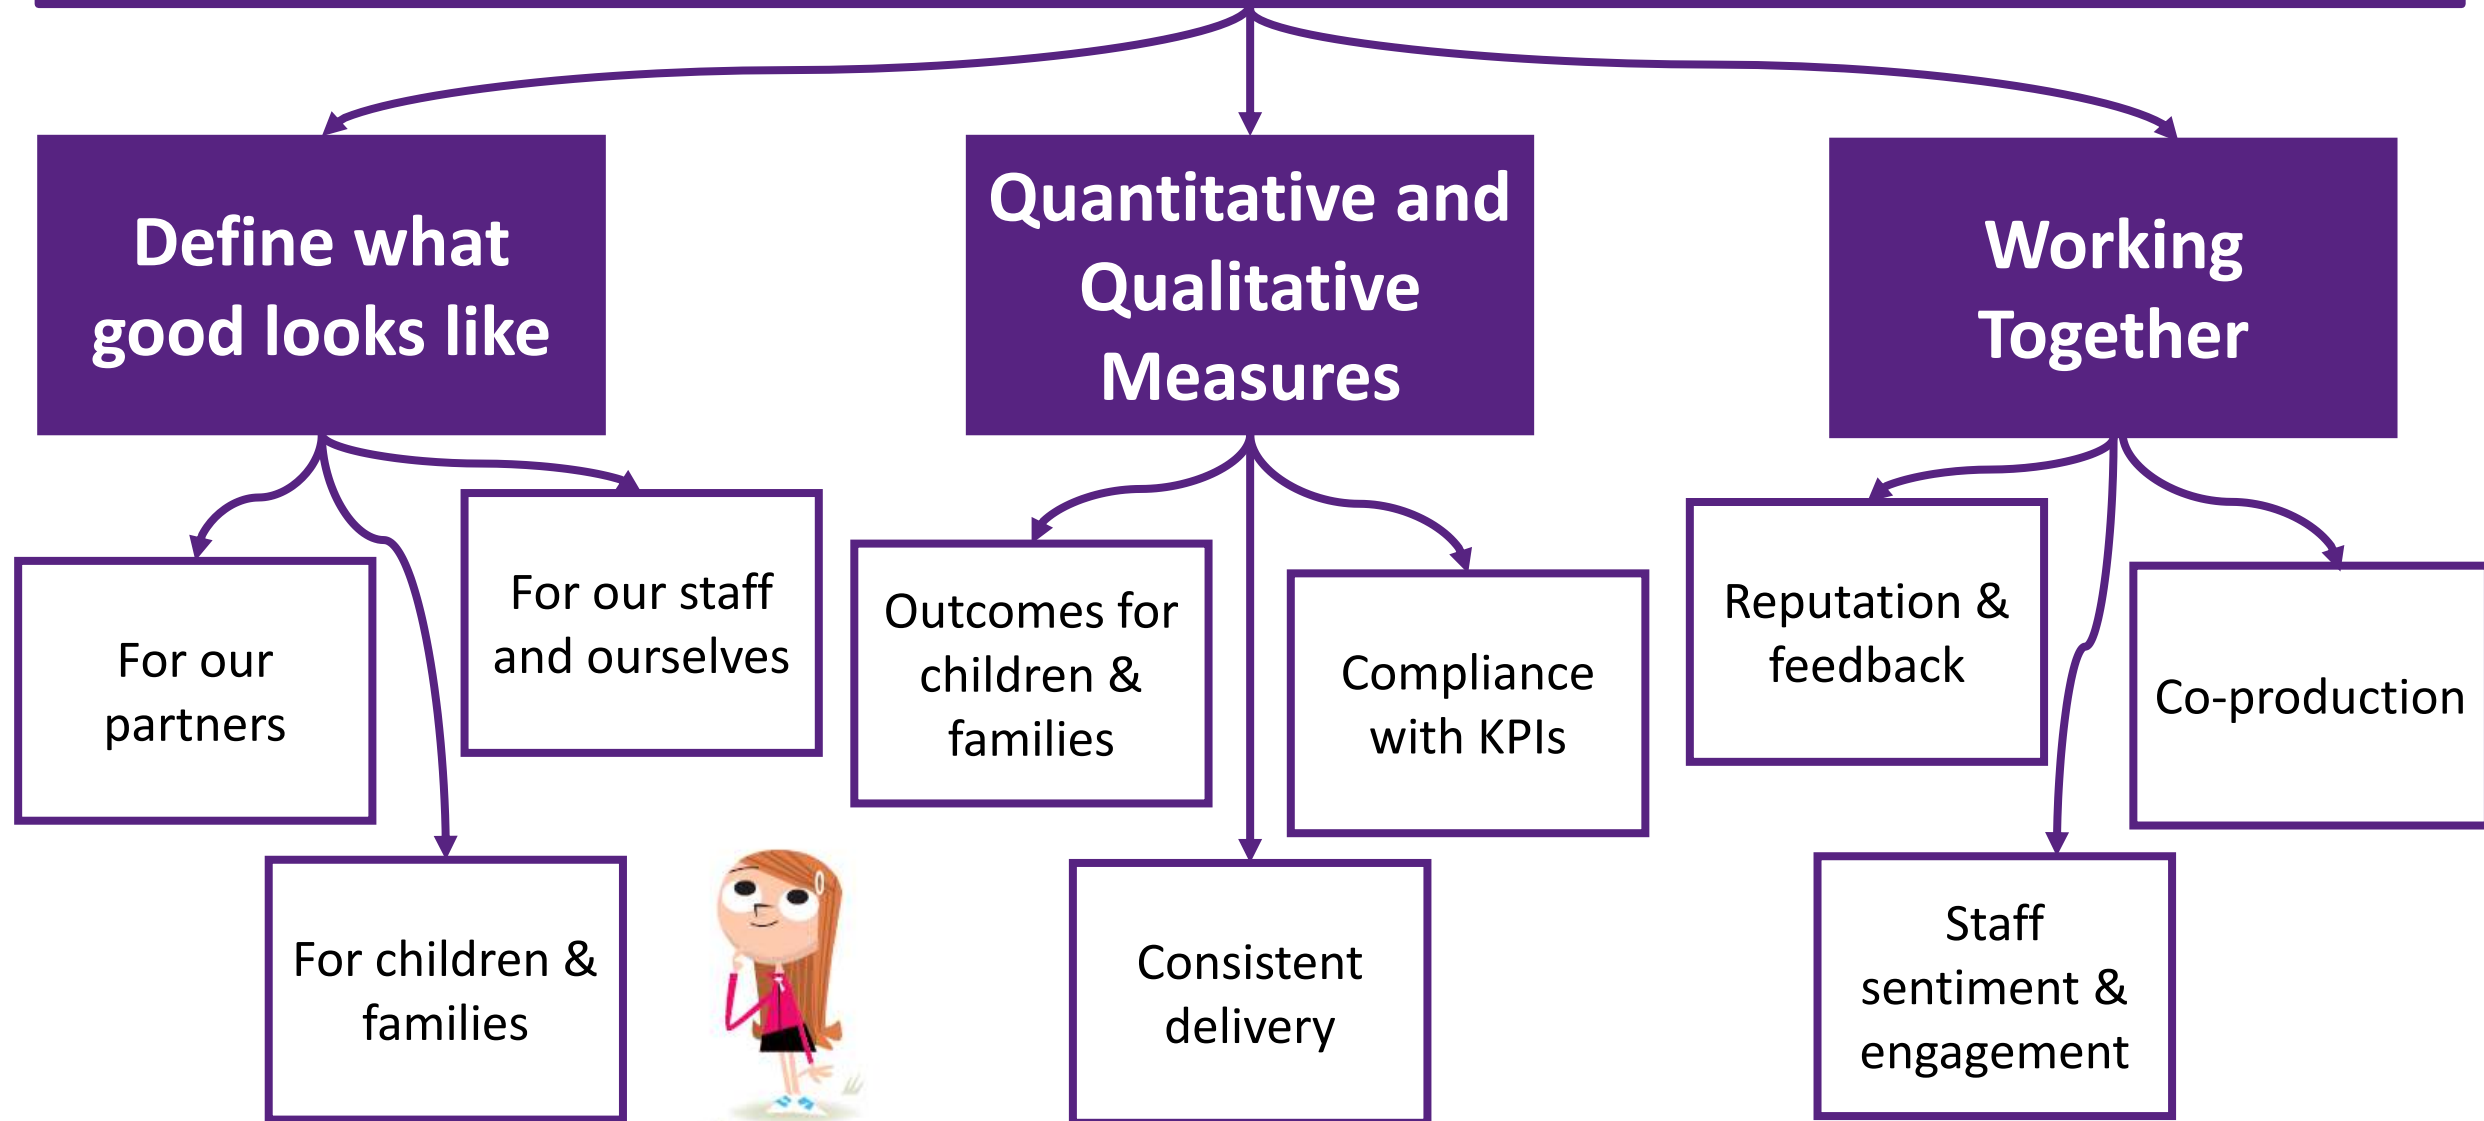 Define what
good looks like
Quantitative and
Qualitative
Measures
Working
Together
For our
partners
For children &
families
For our staff
and ourselves
Outcomes for
children &
families
Consistent
delivery
Compliance
with KPIs
Reputation &
feedback
Staff
sentiment &
engagement
Co-production